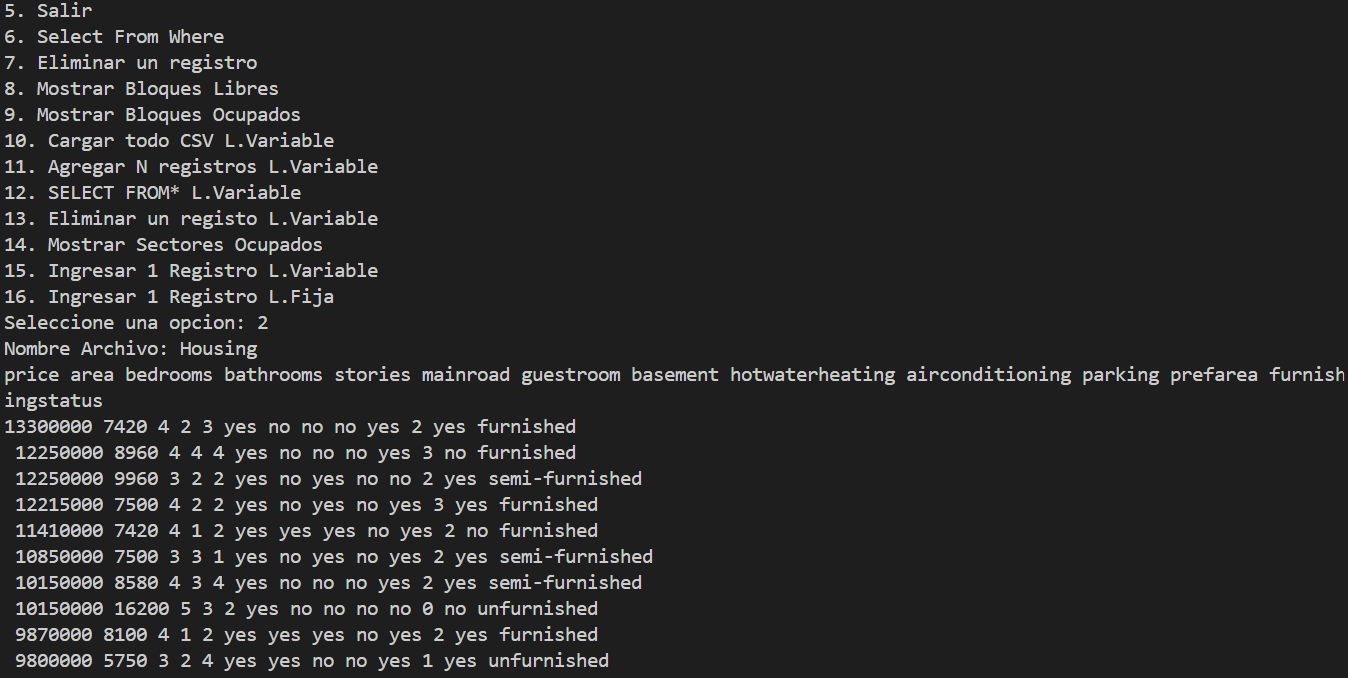 5. Salir
6. Select From Where
7. Eliminar un registro
8. Mostrar Bloques Libres
9. Mostrar Bloques Ocupados
10. Cargar todo CSV L.Variable
11. Agregar N registros L.Variable
12. SELECT FROM* L.Variable
13. Eliminar un registo L.Variable
14. Mostrar Sectores Ocupados
15. Ingresar 1 Registro L.Variable
16. Ingresar 1 Registro L.Fija
Seleccione una opcion: 2
Nombre Archivo: Housing
price area bedrooms bathrooms stories mainroad guestroom basement hotwaterheating airconditioning parking prefarea furnish
ingstatus
13300000 7420 4 2 3 yes no no no yes 2 yes furnished
 12250000 8960 4 4 4 yes no no no yes 3 no furnished
 12250000 9960 3 2 2 yes no yes no no 2 yes semi-furnished
 12215000 7500 4 2 2 yes no yes no yes 3 yes furnished
 11410000 7420 4 1 2 yes yes yes no yes 2 no furnished
 10850000 7500 3 3 1 yes no yes no yes 2 yes semi-furnished
 10150000 8580 4 3 4 yes no no no yes 2 yes semi-furnished
 10150000 16200 5 3 2 yes no no no no 0 no unfurnished
 9870000 8100 4 1 2 yes yes yes no yes 2 yes furnished
 9800000 5750 3 2 4 yes yes no no yes 1 yes unfurnished